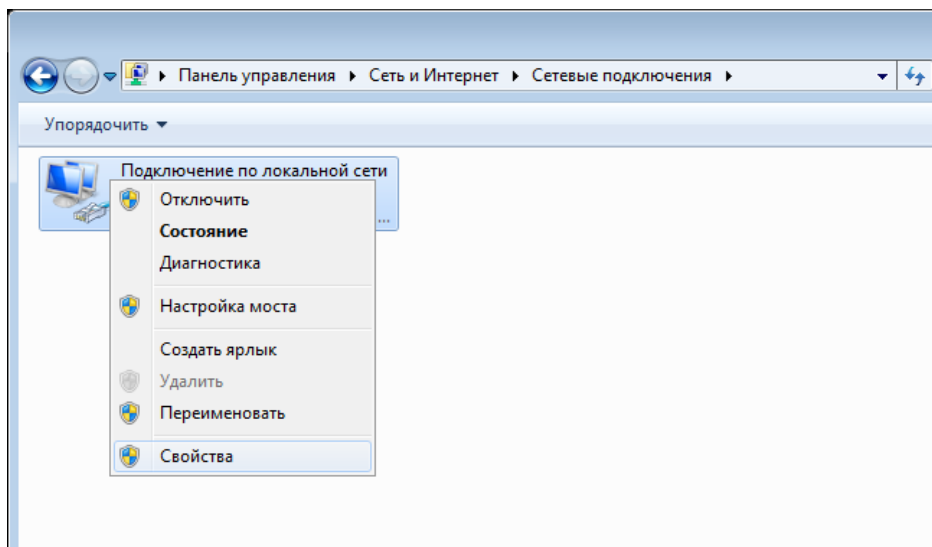 Панель управления Сеть и Интернет Сетевые подключения
Упорядочить
Подключение по локальной сети
...
Отключить
Состояние
Диагностика
Настройка моста
Создать ярлык
Удалить
Переименовать
Свойства